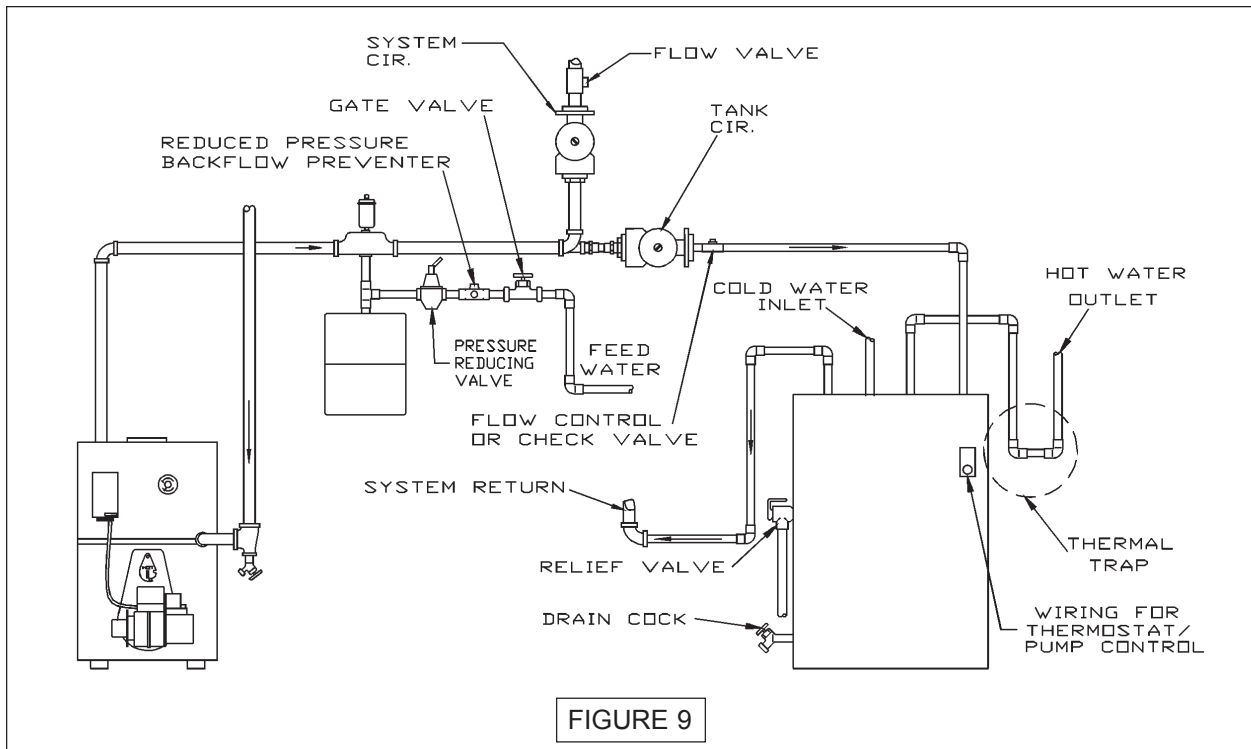 SYSTEM
CIR.
FLOW VALVE
GATE VALVE
TANK
CIR.
REDUCED PRESSURE
BACKFLOW PREVENTER
HOT WATER
OUTLET
COLD WATER
INLET
PRESSURE
REDUCING
VALVE
FEED
WATER
FLOW CONTROL
OR CHECK VALVE
SYSTEM RETURN
THERMAL
TRAP
RELIEF VALVE
DRAIN COCK
WIRING FOR
THERMOSTAT/
PUMP CONTROL
FIGURE 9